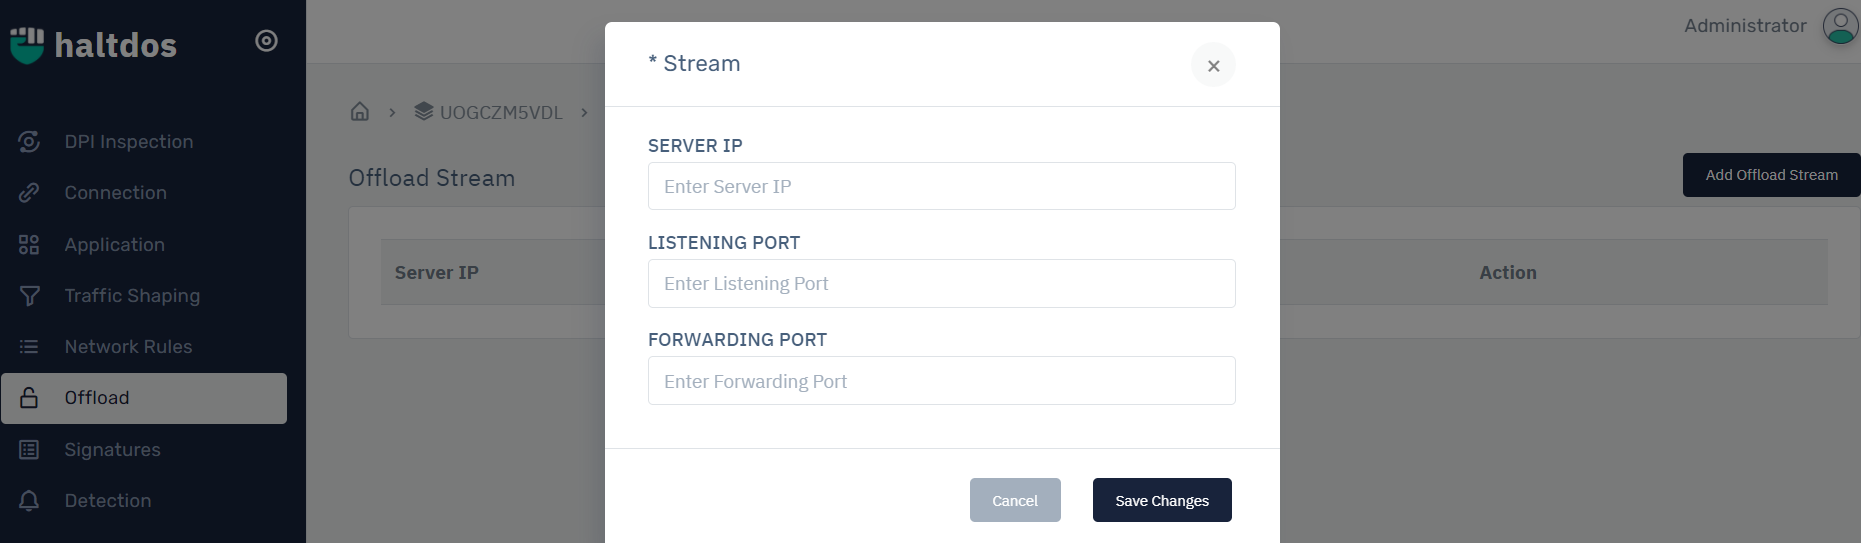 haltdos
DPI Inspection
Connection
Application
Traffic Shaping
Network Rules
Offload
Signatures
Detection
Administrator
UOGCZM5VDL
Offload Stream
Add Offload Stream
Server IP
Action
* Stream
×
SERVER IP
Enter Server IP
LISTENING PORT
Enter Listening Port
FORWARDING PORT
Enter Forwarding Port
Cancel
Save Changes